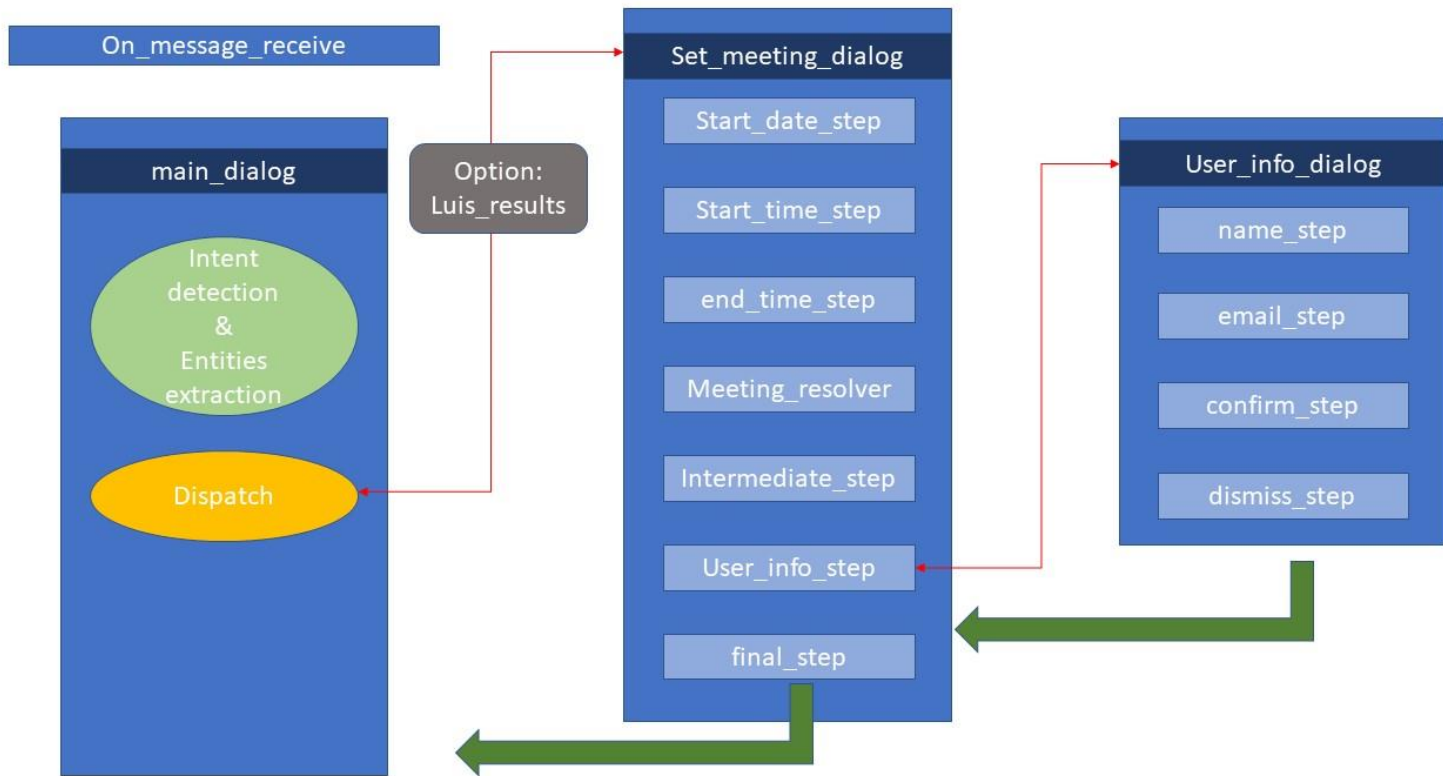 On_message_receive
main_dialog
Intent
detection
&
Entities
extraction
Dispatch
Option:
Luis_results
Set_meeting_dialog
Start_date_step
Start_time_step
end_time_step
Meeting_resolver
Intermediate_step
User_info_step
final_step
User_info_dialog
name_step
email_step
confirm_step
dismiss_step